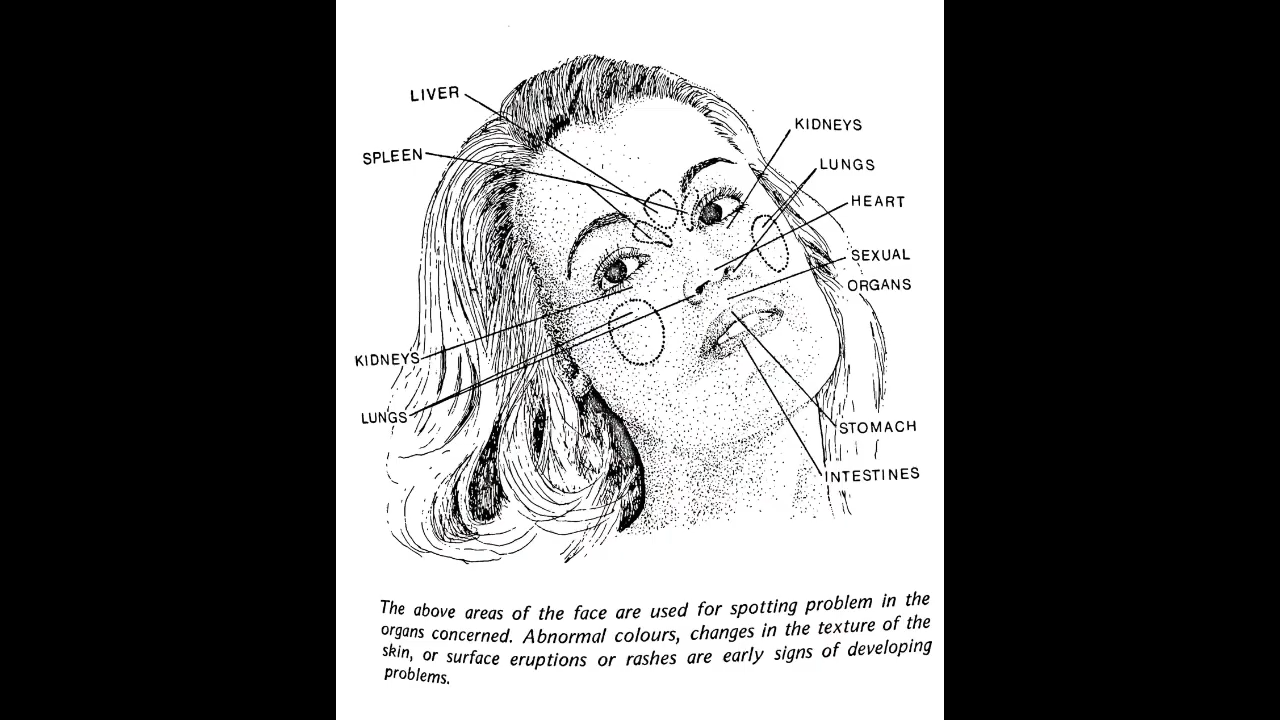 LIVER
SPLEEN
KIDNEYS
LUNGS
HEART
SEXUAL
ORGANS
KIDNEYS
LUNGS
STOMACH
INTESTINES
The above areas of the face are used for spotting problem in the
organs concerned. Abnormal colours, changes in the texture of the
skin, or surface eruptions or rashes are early signs of developing
problems.